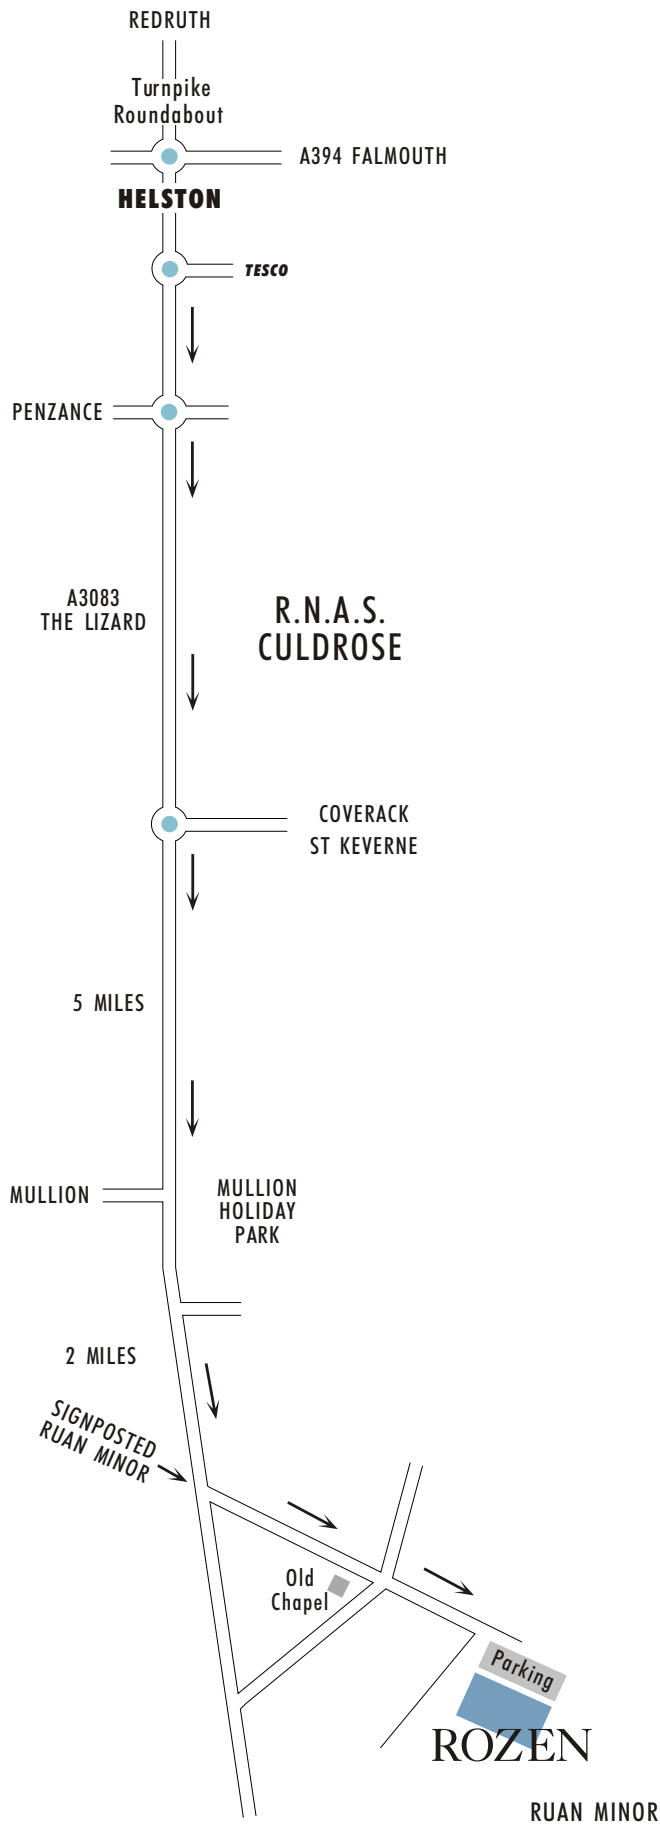 REDRUTH
Turnpike
Roundabout
A394 FALMOUTH
HELSTON
TESCO
PENZANCE
A3083
THE LIZARD
R.N.A.S.
CULDROSE
COVERACK
ST KEVERNE
5 MILES
MULLION
MULLION
HOLIDAY
PARK
2 MILES
SIGNPOSTED
RUAN MINOR
Old
Chapel
Parking
ROZEN
RUAN MINOR